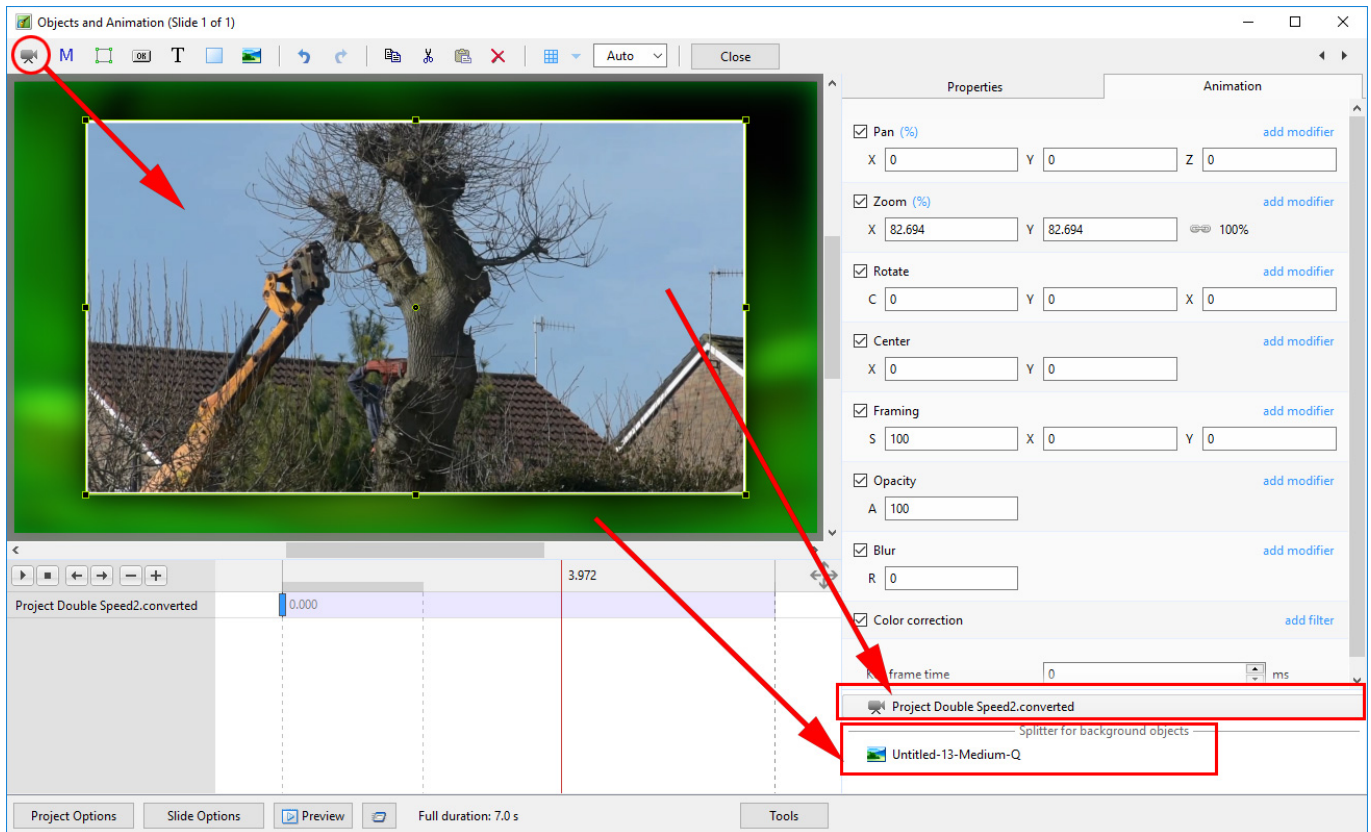 Objects and Animation (Slide 1 of 1)
M OK T Auto Close
Properties Animation
Pan (%) add modifier
X 0 Y 0 Z 0
Zoom (%) add modifier
X 82.694 Y 82.694 100%
Rotate add modifier
C 0 Y 0 X 0
Center add modifier
X 0 Y 0
Framing add modifier
S 100 X 0 Y 0
Opacity add modifier
A 100
Blur add modifier
R 0
3.972
Project Double Speed2.converted 0.000
Color correction add filter
frame time 0 ms
Project Double Speed2.converted
Splitter for background objects
Untitled-13-Medium-Q
Project Options Slide Options Preview Full duration: 7.0 s Tools